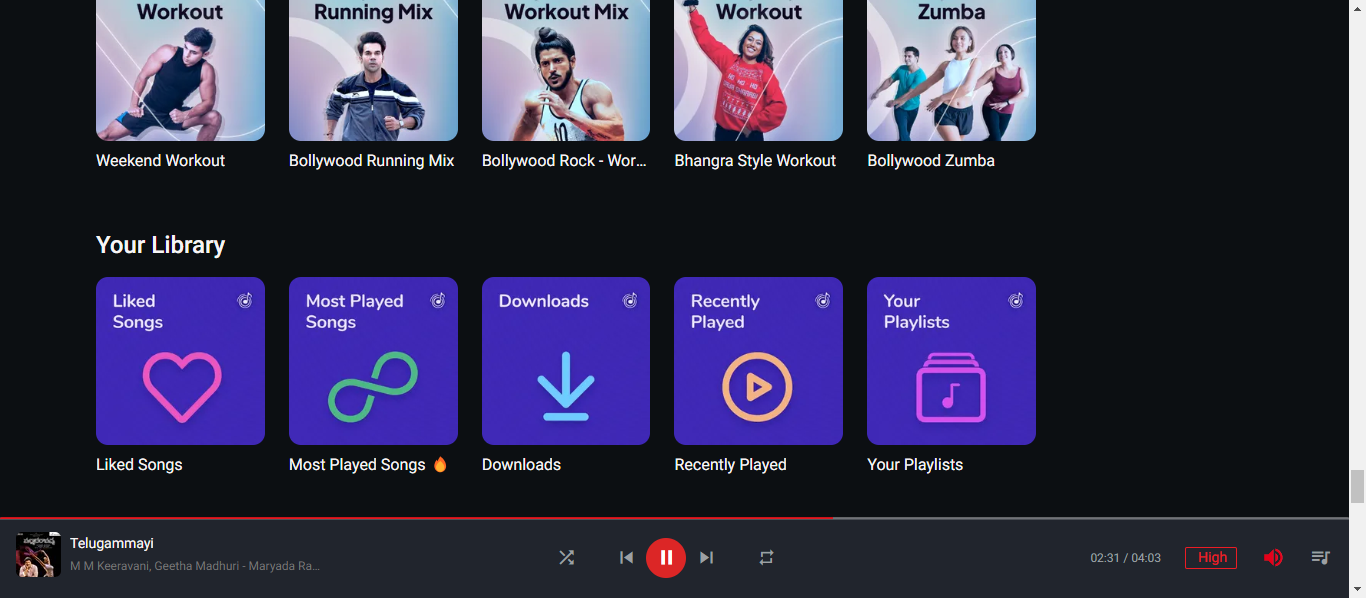 Workout
Running Mix
Workout Mix
Workout
Zumba
Weekend Workout
Bollywood Running Mix
Bollywood Rock - Wor...
Bhangra Style Workout
Bollywood Zumba
Your Library
Liked
Songs
Most Played
Songs
Downloads
Recently
Played
Your
Playlists
Liked Songs
Most Played Songs 🔥
Downloads
Recently Played
Your Playlists
Telugammayi
M M Keeravani, Geetha Madhuri - Maryada Ra...
02:31 / 04:03
High